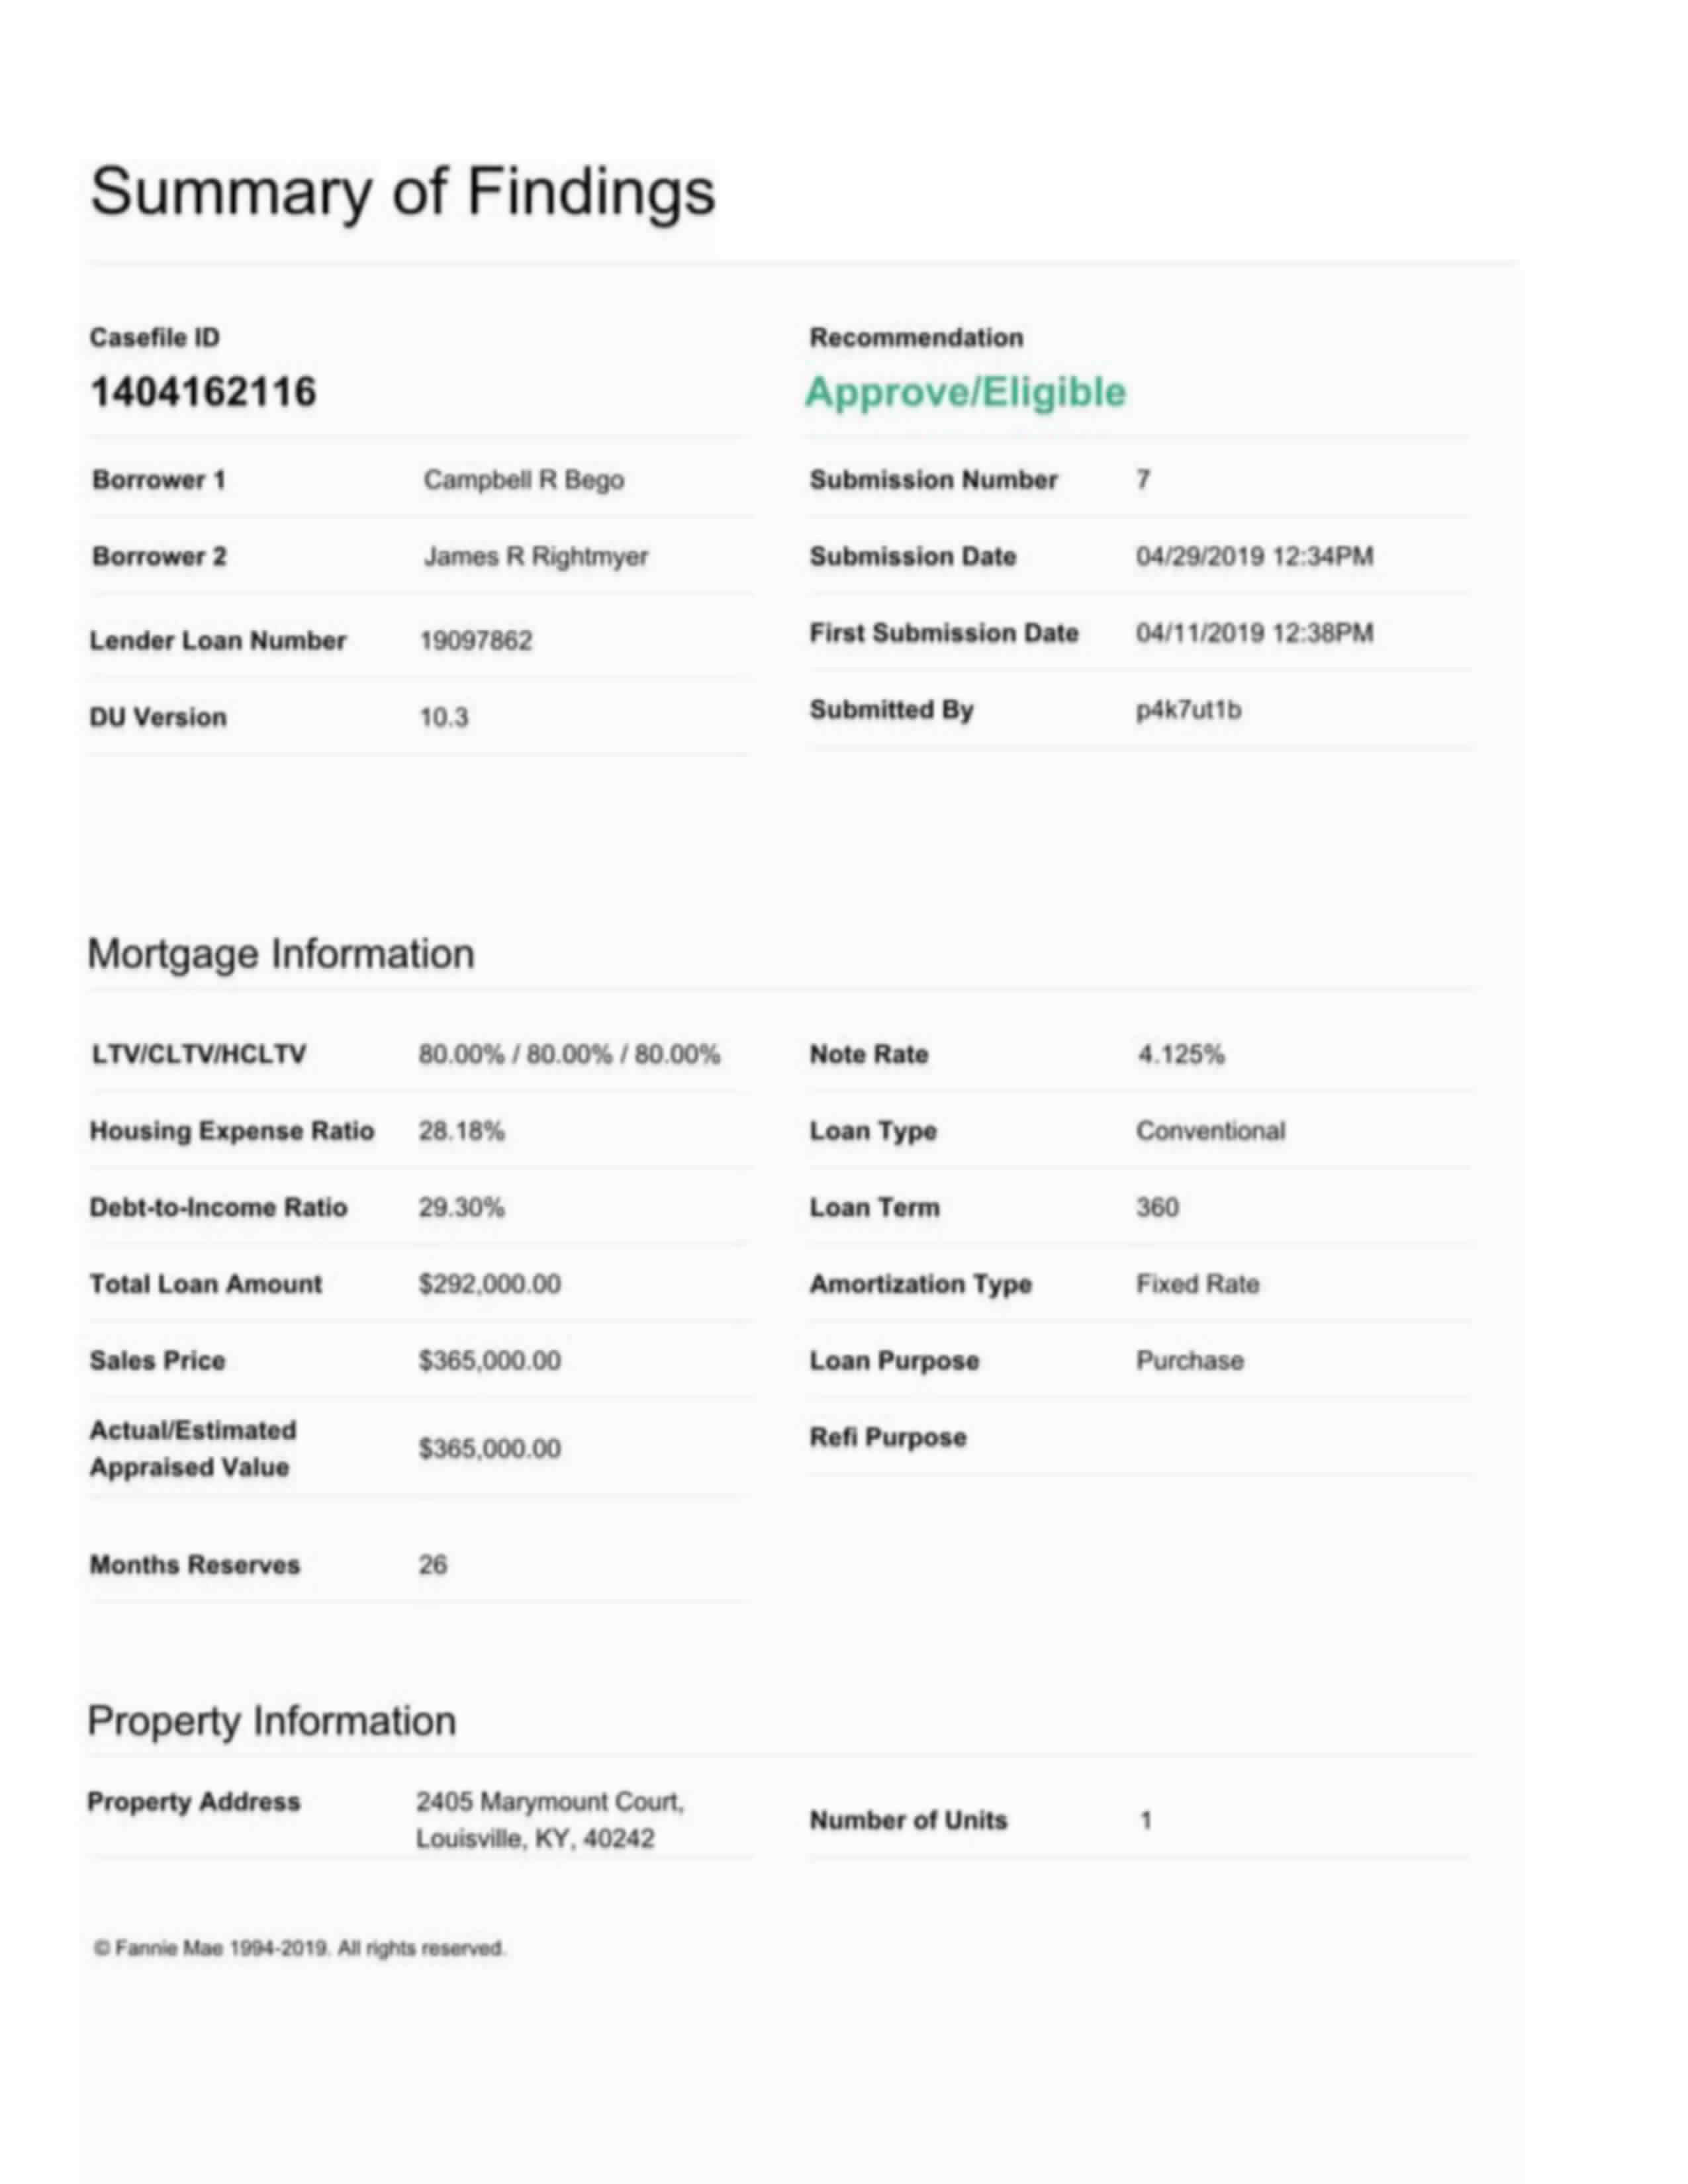 Summary of Findings
Casefile ID
1404162116
Recommendation
Approve/Eligible
Borrower 1 Campbell R Bego
Borrower 2 James R Rightmyer
Lender Loan Number 19097862
DU Version 10.3
Submission Number 7
Submission Date 04/29/2019 12:34PM
First Submission Date 04/11/2019 12:38PM
Submitted By p4k7ut1b
Mortgage Information
LTV/CLTV/HCLTV 80.00% / 80.00% / 80.00%
Housing Expense Ratio 28.18%
Debt-to-Income Ratio 29.30%
Total Loan Amount $292,000.00
Sales Price $365,000.00
Actual/Estimated
Appraised Value $365,000.00
Months Reserves 26
Note Rate 4.125%
Loan Type Conventional
Loan Term 360
Amortization Type Fixed Rate
Loan Purpose Purchase
Refi Purpose
Property Information
Property Address 2405 Marymount Court,
Louisville, KY, 40242
Number of Units 1
© Fannie Mae 1994-2019. All rights reserved.